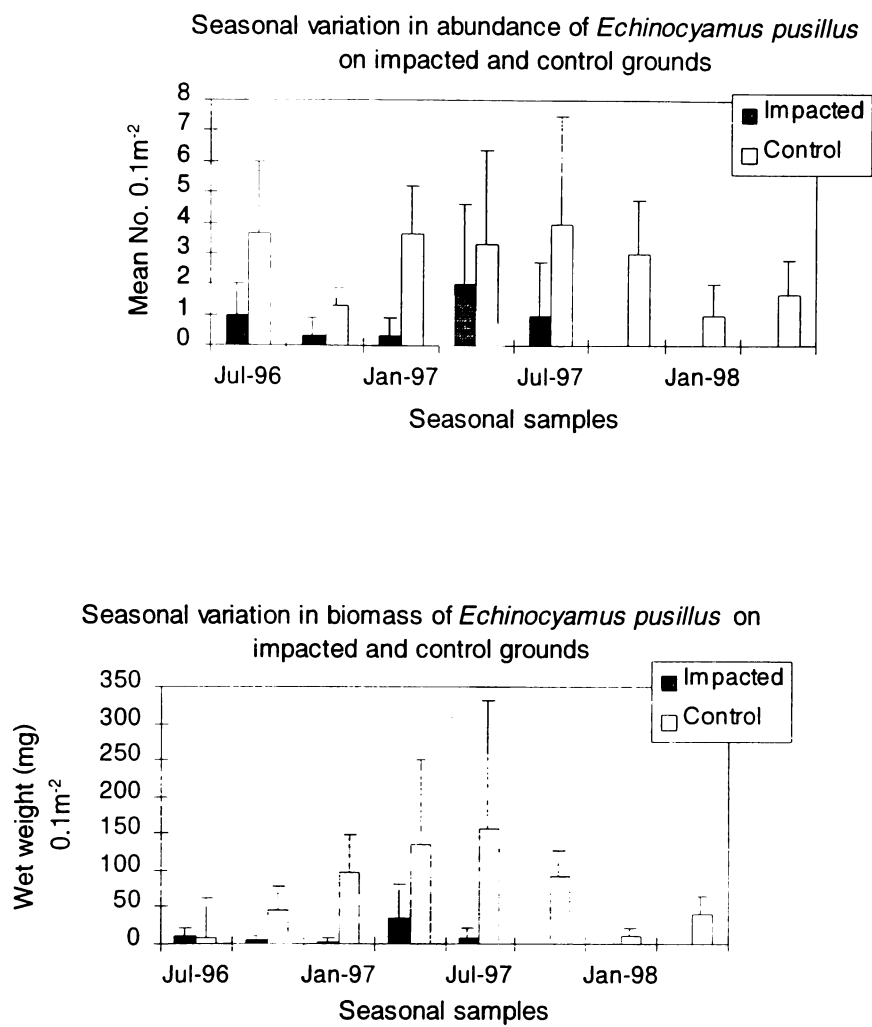 Seasonal variation in abundance of Echinocyamus pusillus
on impacted and control grounds
8
7
6
5
4
3
2
1
0
Mean No. 0.1m⁻²
Impacted
Control
Jul-96 Jan-97 Jul-97 Jan-98
Seasonal samples
Seasonal variation in biomass of Echinocyamus pusillus on
impacted and control grounds
350
300
250
200
150
100
50
0
Wet weight (mg)
0.1m⁻²
Impacted
Control
Jul-96 Jan-97 Jul-97 Jan-98
Seasonal samples